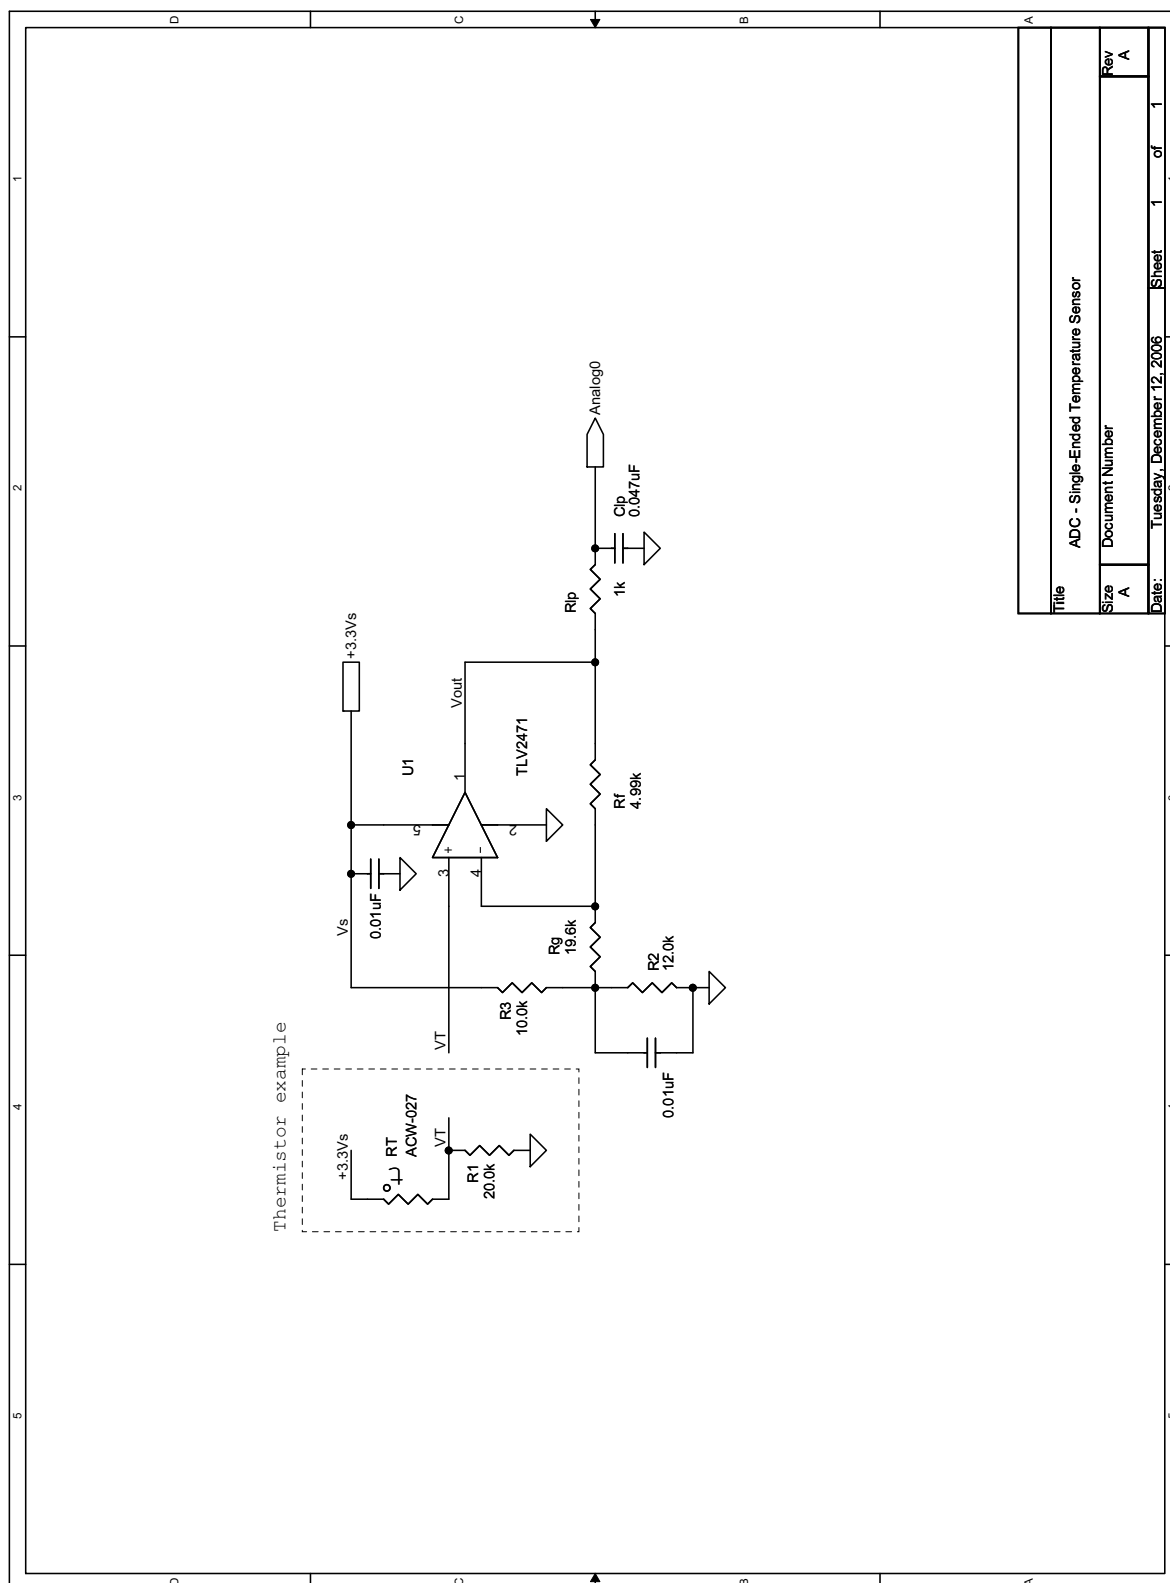 5
4
3
2
1
D
C
B
A
Thermistor example
+3.3Vs
RT
ACW-027
VT
R1
20.0k
VT
Vs
0.01uF
+3.3Vs
U1
5
3
+
4
-
2
1
Vout
TLV2471
R3
10.0k
Rg
19.6k
Rf
4.99k
Rlp
1k
Clp
0.047uF
Analog0
R2
12.0k
0.01uF
Title
ADC - Single-Ended Temperature Sensor
Size
A
Document Number
Rev
A
Date:
Tuesday, December 12, 2006
Sheet
1
of
1